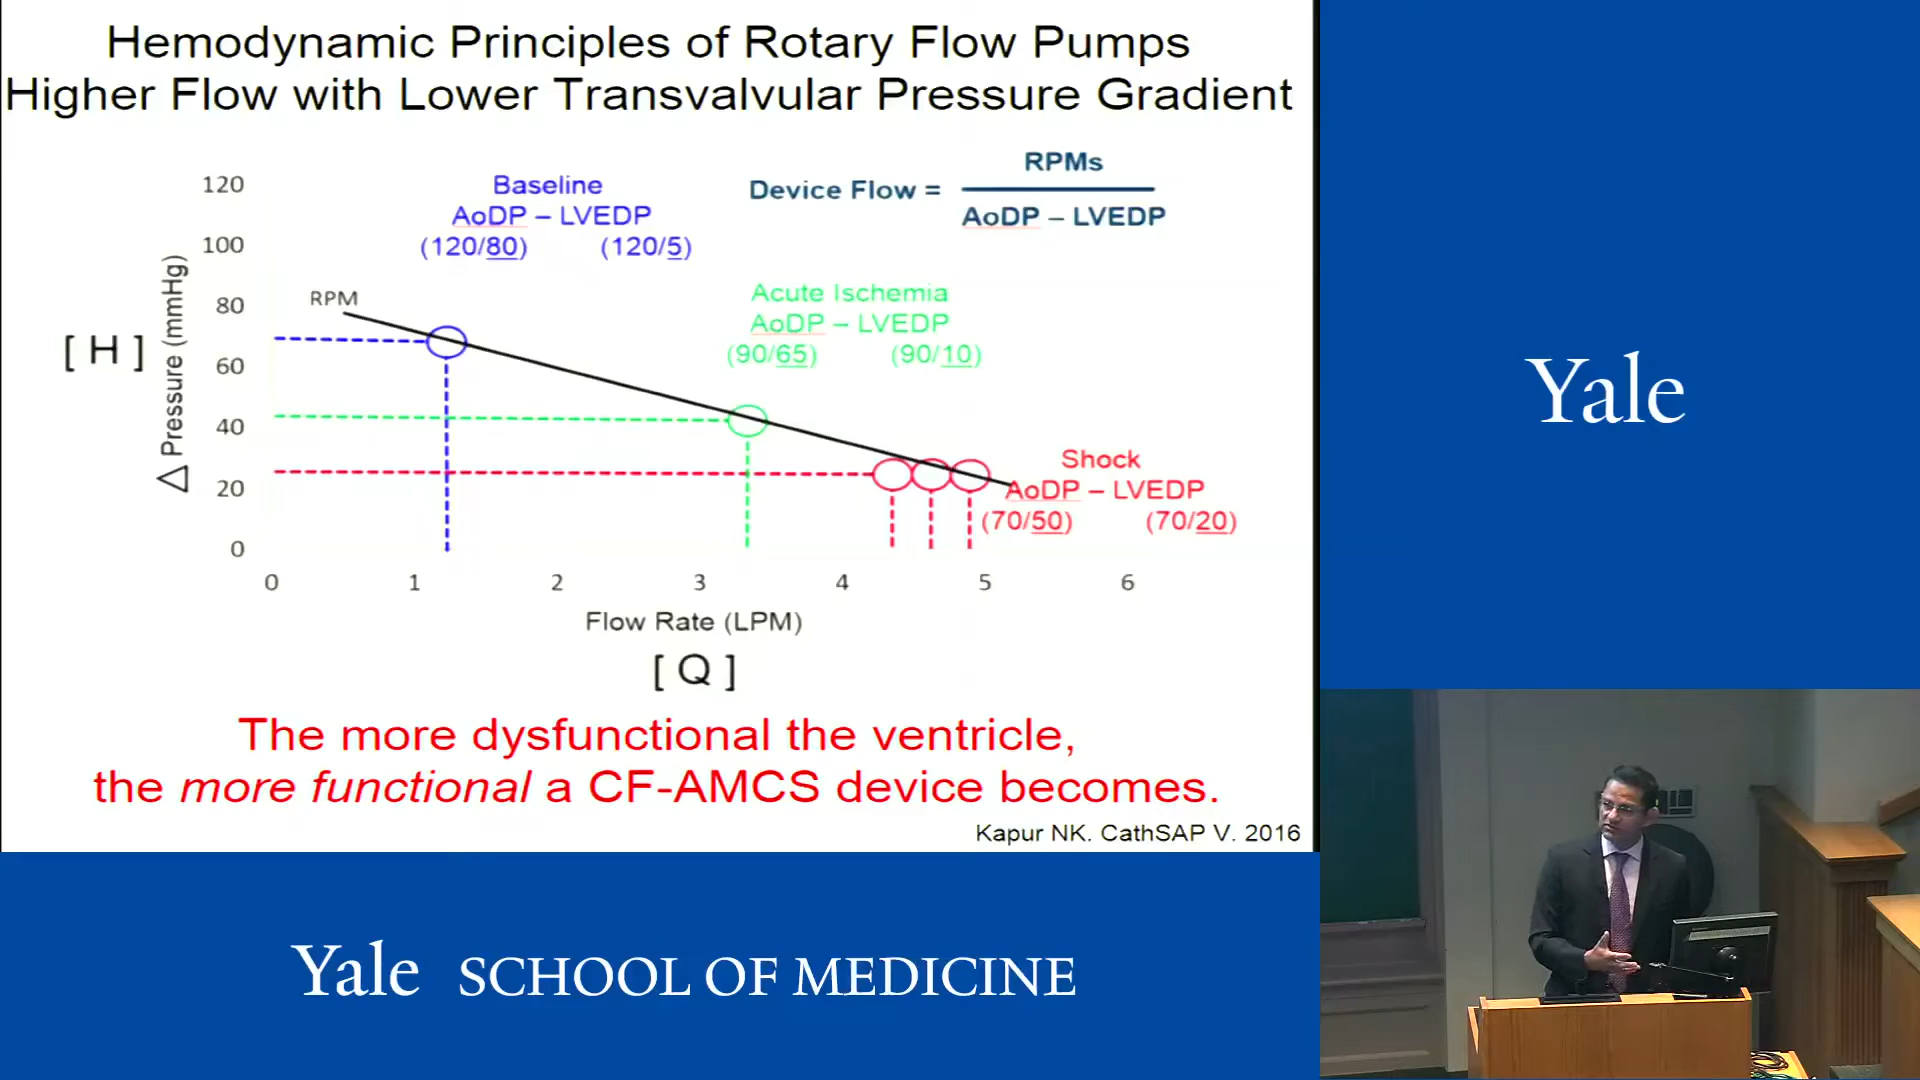 Hemodynamic Principles of Rotary Flow Pumps
Higher Flow with Lower Transvalvular Pressure Gradient
Device Flow = RPMs
AoDP – LVEDP
Baseline
AoDP – LVEDP
(120/80) (120/5)
Acute Ischemia
AoDP – LVEDP
(90/65) (90/10)
Shock
AoDP – LVEDP
(70/50) (70/20)
RPM
[ H ]
Δ Pressure (mmHg)
120
100
80
60
40
20
0
0 1 2 3 4 5 6
Flow Rate (LPM)
[ Q ]
The more dysfunctional the ventricle,
the more functional a CF-AMCS device becomes.
Kapur NK. CathSAP V. 2016
Yale
Yale SCHOOL OF MEDICINE